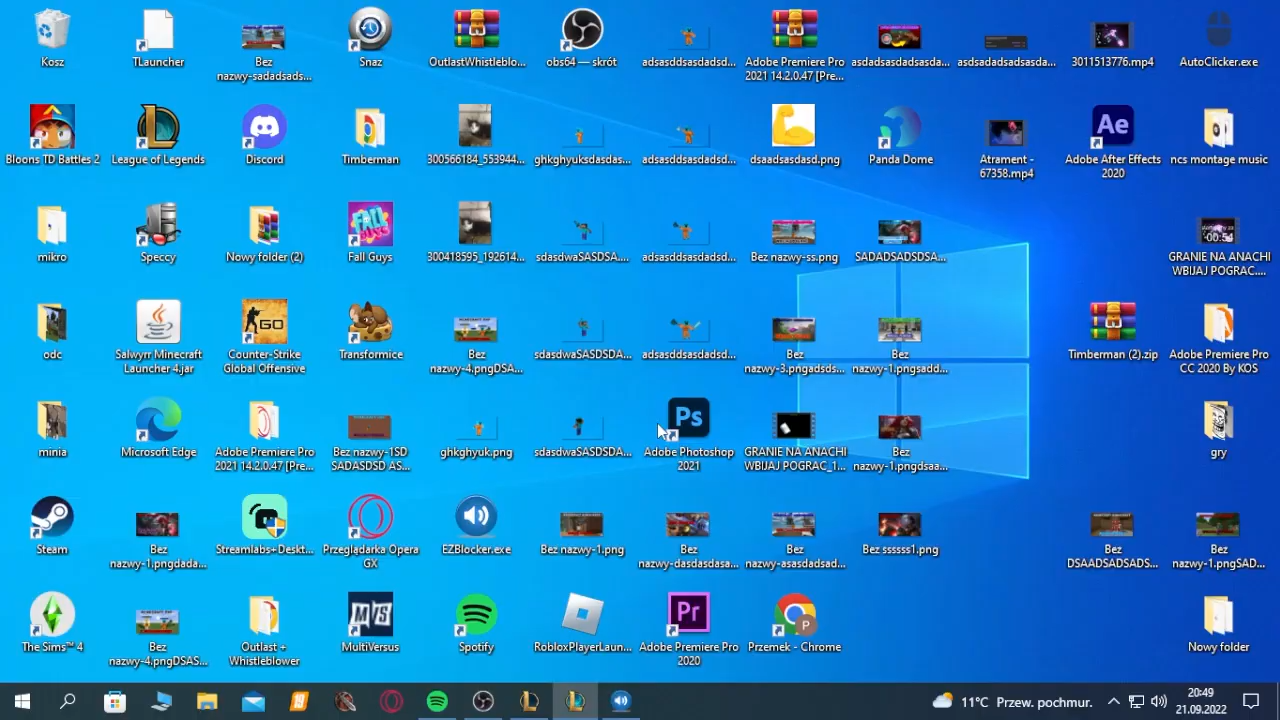 Kosz
TLauncher
Bez
nazwy-sadadsads...
Snaz
OutlastWhistleblo...
obs64 — skrót
adsasddsasdadsd...
Adobe Premiere Pro
2021 14.2.0.47 [Pre...
asdadsasdadsasda...
asdsadadsadsasda...
3011513776.mp4
AutoClicker.exe
Bloons TD Battles 2
League of Legends
Discord
Timberman
300566184_553944...
ghkghyuksdasdas...
adsasddsasdadsd...
dsaadsasdasd.png
Panda Dome
Atrament -
67358.mp4
Adobe After Effects
2020
ncs montage music
mikro
Speccy
Nowy folder (2)
Fall Guys
300418595_192614...
sdasdwaSASDSA....
adsasddsasdadsd...
Bez nazwy-ss.png
SADADSADSDSA...
GRANIE NA ANACHI
WBIJAJ POGRAC....
odc
Salwyrr Minecraft
Launcher 4.jar
Counter-Strike
Global Offensive
Transformice
Bez
nazwy-4.pngDSA...
sdasdwaSASDSDA...
adsasddsasdadsd...
Bez
nazwy-3.pngadsds...
Bez
nazwy-1.pngsadd...
Timberman (2).zip
Adobe Premiere Pro
CC 2020 By KOS
minia
Microsoft Edge
Adobe Premiere Pro
2021 14.2.0.47 [Pre...
Bez nazwy-1SD
SADASDSD AS...
ghkghyuk.png
sdasdwaSASDSDA...
Ps
Adobe Photoshop
2021
GRANIE NA ANACHI
WBIJAJ POGRAC_1...
Bez
nazwy-1.pngdsaa...
gry
Steam
Bez
nazwy-1.pngdada...
Streamlabs+Deskt...
Przeglądarka Opera
GX
EZBlocker.exe
Bez nazwy-1.png
Bez
nazwy-dasdasdasa...
Bez
nazwy-asasdadsad...
Bez ssssss1.png
Bez
DSAADSADSADS...
Bez
nazwy-1.pngSAD...
The Sims™ 4
Bez
nazwy-4.pngDSAS...
Outlast +
Whistleblower
MultiVersus
Spotify
RobloxPlayerLaun...
Pr
Adobe Premiere Pro
2020
P
Przemek - Chrome
Nowy folder
11°C Przew. pochmur.
20:49
21.09.2022